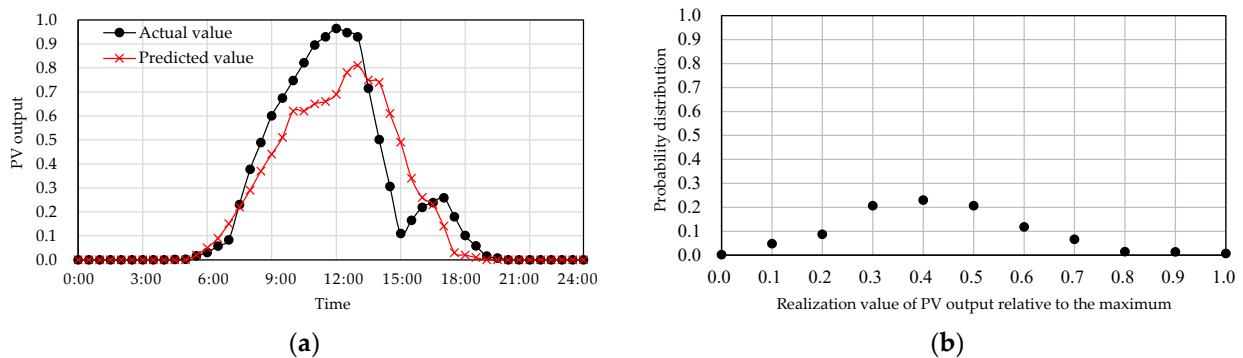 1.0
0.9
0.8
0.7
0.6
0.5
0.4
0.3
0.2
0.1
0.0
PV output
Actual value
Predicted value
0:00 3:00 6:00 9:00 12:00 15:00 18:00 21:00 24:00
Time
(a)
1.0
0.9
0.8
0.7
0.6
0.5
0.4
0.3
0.2
0.1
0.0
Probability distribution
0.0 0.1 0.2 0.3 0.4 0.5 0.6 0.7 0.8 0.9 1.0
Realization value of PV output relative to the maximum
(b)